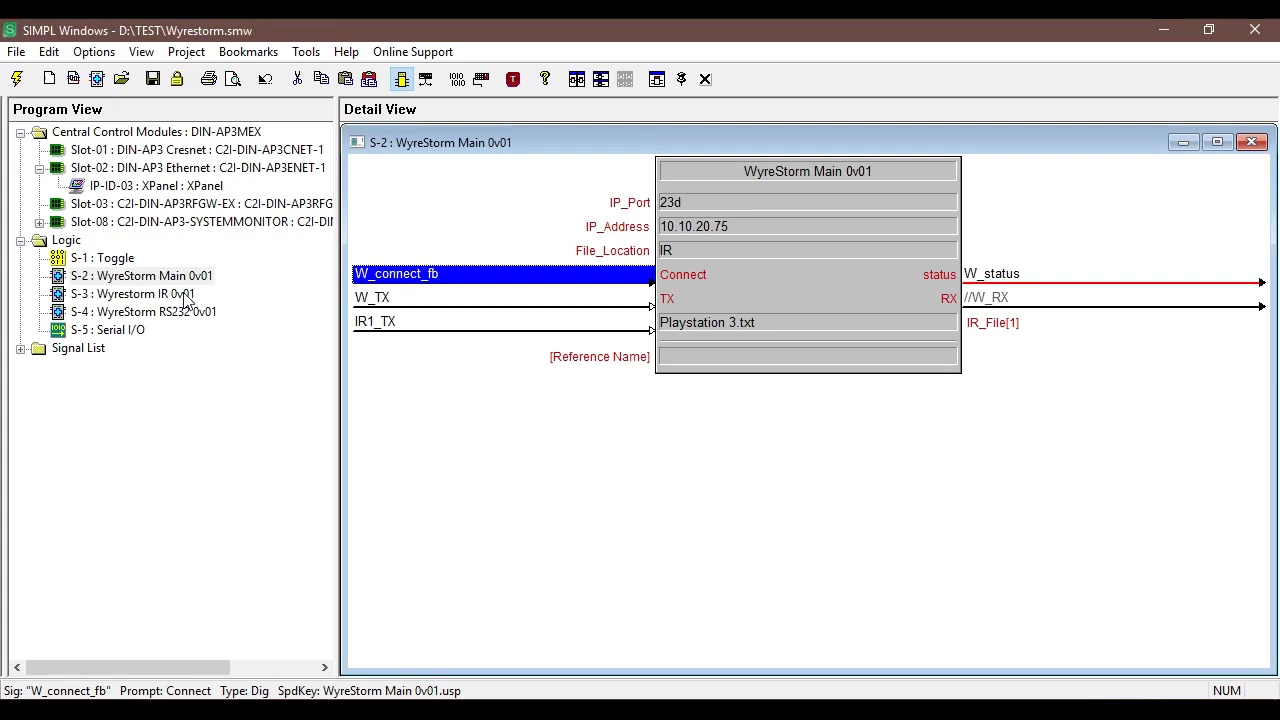 SIMPL Windows - D:\TEST\Wyrestorm.smw
File Edit Options View Project Bookmarks Tools Help Online Support
Program View
Central Control Modules : DIN-AP3MEX
Slot-01 : DIN-AP3 Cresnet : C2I-DIN-AP3CNET-1
Slot-02 : DIN-AP3 Ethernet : C2I-DIN-AP3ENET-1
IP-ID-03 : XPanel : XPanel
Slot-03 : C2I-DIN-AP3RFGW-EX : C2I-DIN-AP3RFG
Slot-08 : C2I-DIN-AP3-SYSTEMMONITOR : C2I-DI
Logic
S-1 : Toggle
S-2 : WyreStorm Main 0v01
S-3 : Wyrestorm IR 0v01
S-4 : WyreStorm RS232 0v01
S-5 : Serial I/O
Signal List
Detail View
S-2 : WyreStorm Main 0v01
WyreStorm Main 0v01
IP_Port 23d
IP_Address 10.10.20.75
File_Location IR
W_connect_fb Connect status W_status
W_TX TX RX //W_RX
IR1_TX Playstation 3.txt IR_File[1]
[Reference Name]
Sig: "W_connect_fb" Prompt: Connect Type: Dig SpdKey: WyreStorm Main 0v01.usp NUM